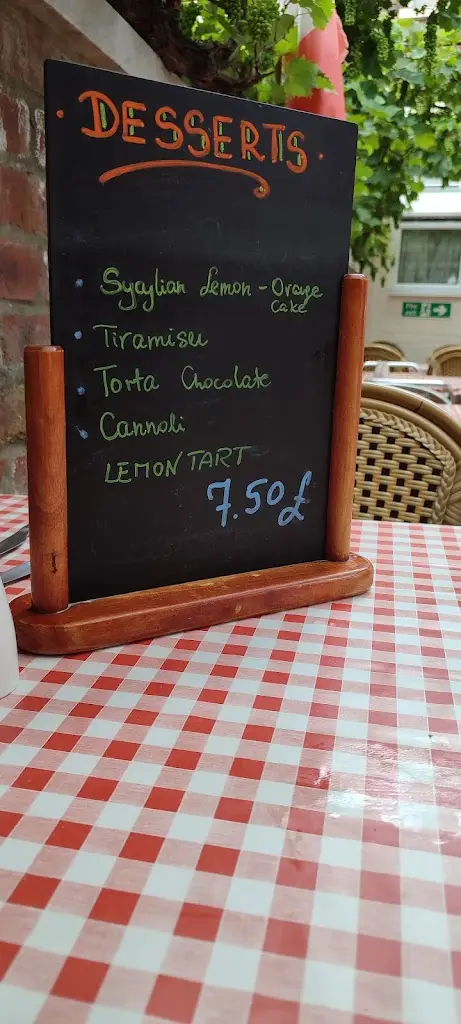 · DESSERTS ·
• Sycylian Lemon - Orange
Cake
• Tiramisu
• Torta Chocolate
• Cannoli
LEMON TART
7.50£